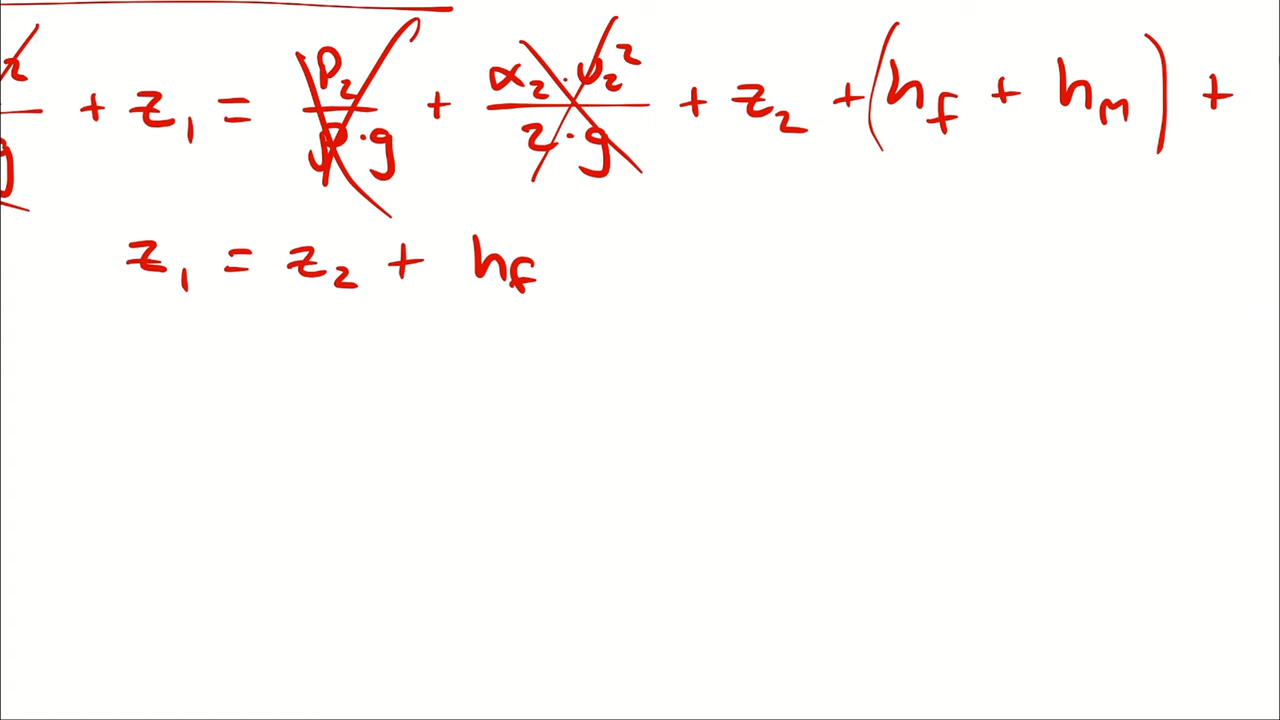 + z₁ = p₂/(ρ·g) + (α₂·v₂²)/(2·g) + z₂ + (h_f + h_m) +
z₁ = z₂ + h_f